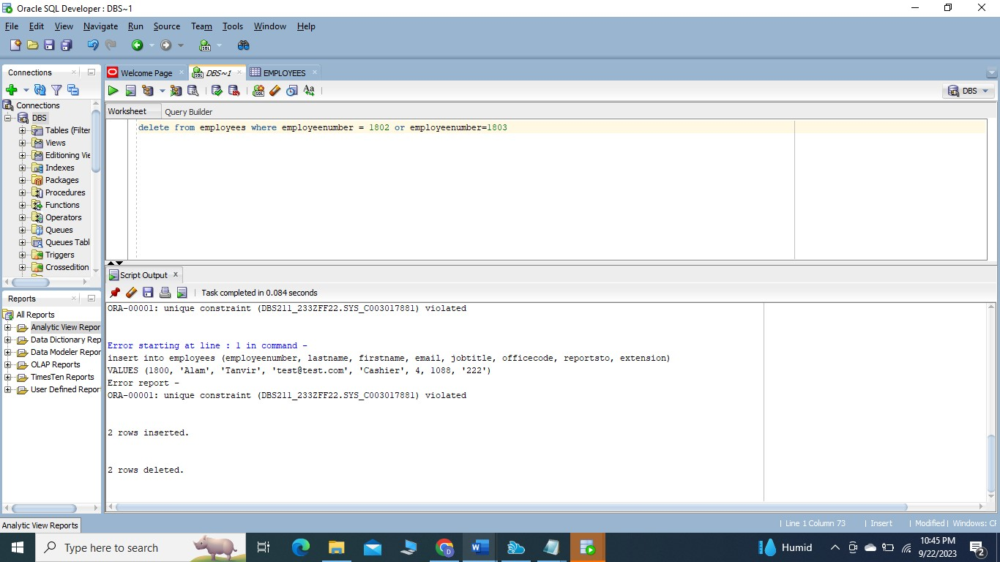 Oracle SQL Developer : DBS~1
File Edit View Navigate Run Source Team Tools Window Help
Connections
Connections
DBS
Tables (Filter
Views
Editioning Vie
Indexes
Packages
Procedures
Functions
Operators
Queues
Queues Tabl
Triggers
Crossedition
Reports
All Reports
Analytic View Repor
Data Dictionary Rep
Data Modeler Repor
OLAP Reports
TimesTen Reports
User Defined Repor
Analytic View Reports
Welcome Page DBS~1 EMPLOYEES
DBS
Worksheet Query Builder
delete from employees where employeenumber = 1802 or employeenumber=1803
Script Output
Task completed in 0.084 seconds
ORA-00001: unique constraint (DBS211_233ZFF22.SYS_C003017881) violated
Error starting at line : 1 in command -
insert into employees (employeenumber, lastname, firstname, email, jobtitle, officecode, reportsto, extension)
VALUES (1800, 'Alam', 'Tanvir', 'test@test.com', 'Cashier', 4, 1088, '222')
Error report -
ORA-00001: unique constraint (DBS211_233ZFF22.SYS_C003017881) violated
2 rows inserted.
2 rows deleted.
| Line 1 Column 73 | Insert | Modified | Windows: CF
Type here to search
Humid
10:45 PM
9/22/2023
2